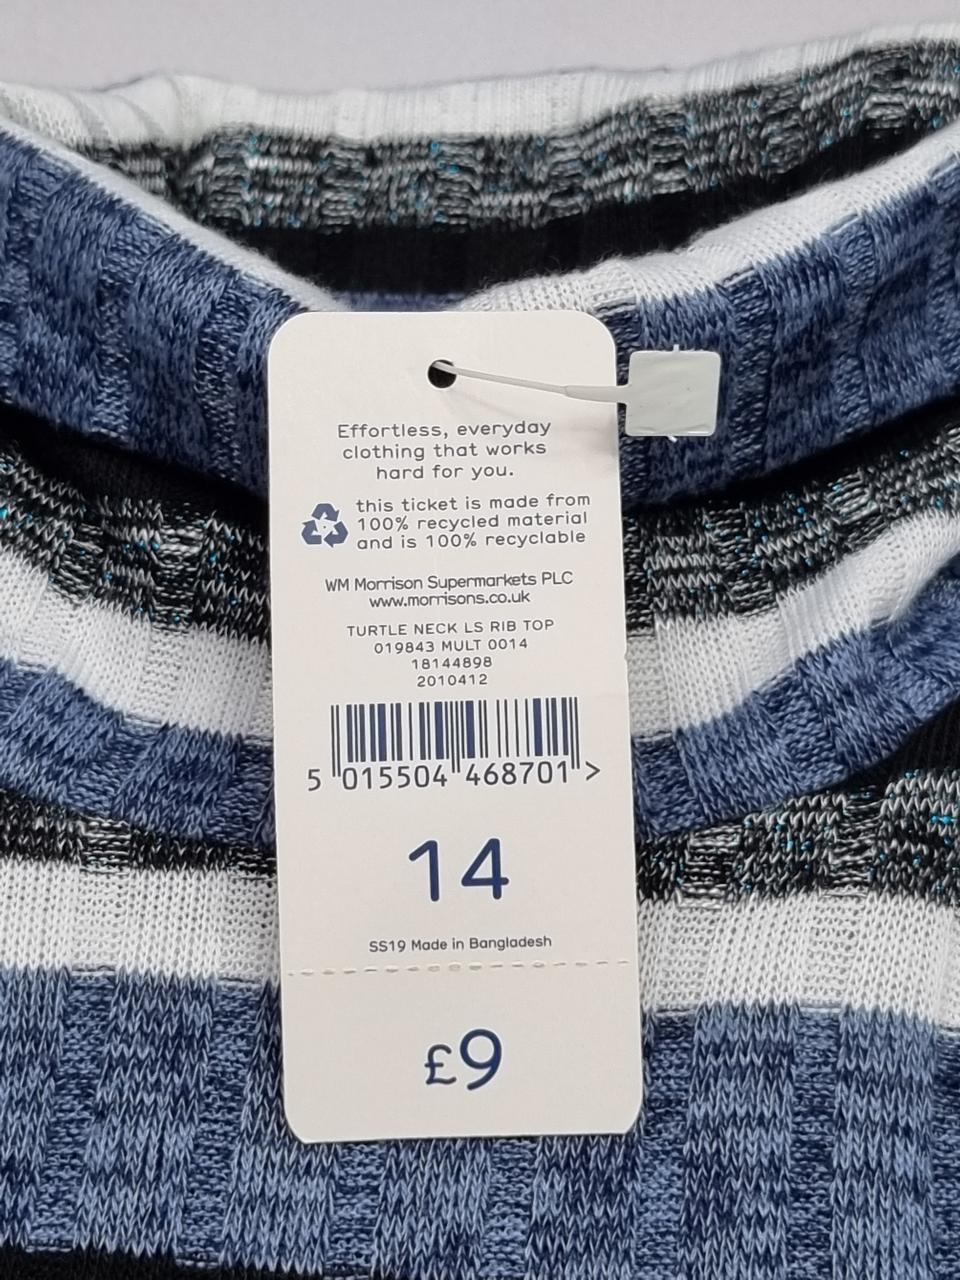 Effortless, everyday
clothing that works
hard for you.
this ticket is made from
100% recycled material
and is 100% recyclable
WM Morrison Supermarkets PLC
www.morrisons.co.uk
TURTLE NECK LS RIB TOP
019843 MULT 0014
18144898
2010412
5 015504 468701 >
14
SS19 Made in Bangladesh
£9